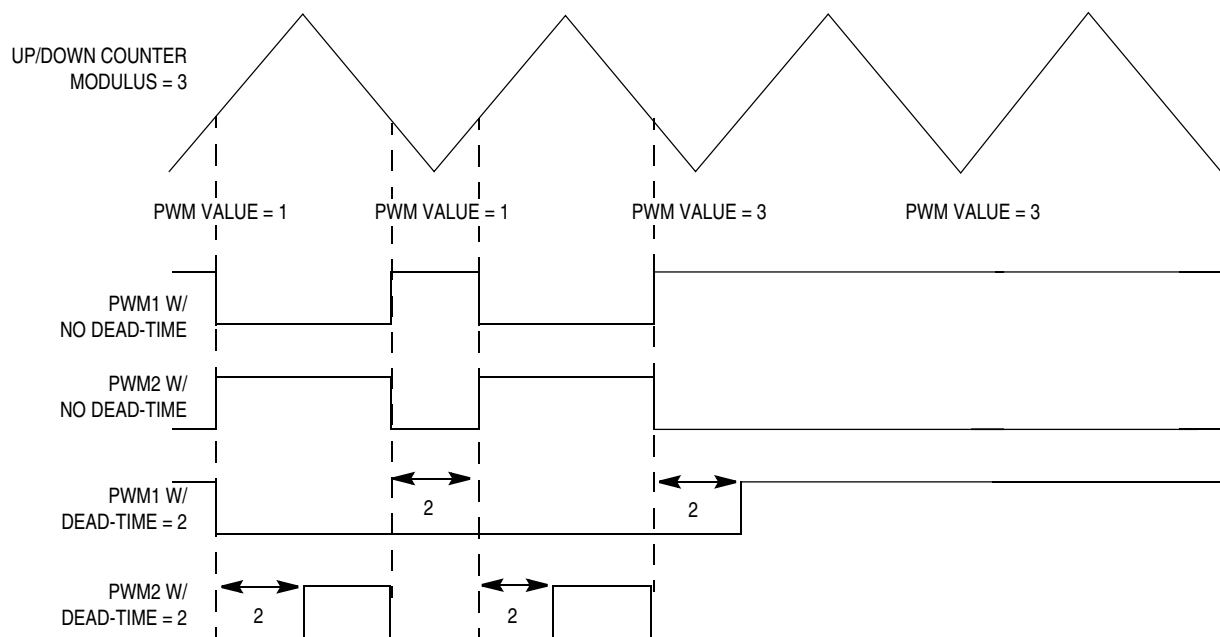 UP/DOWN COUNTER
MODULUS = 3
PWM VALUE = 1
PWM VALUE = 1
PWM VALUE = 3
PWM VALUE = 3
PWM1 W/
NO DEAD-TIME
PWM2 W/
NO DEAD-TIME
PWM1 W/
DEAD-TIME = 2
2
2
PWM2 W/
DEAD-TIME = 2
2
2